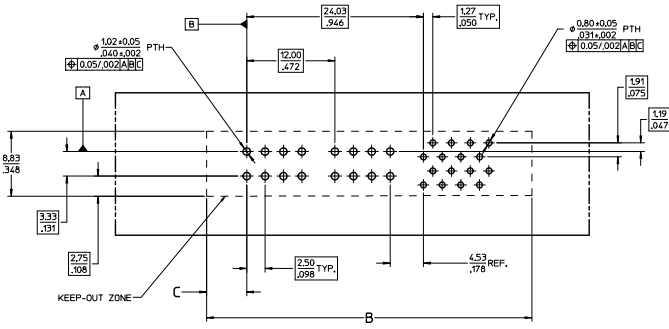 B
24.03
.946
1.27
.050
TYP.
⌀ 1.02±0.05
.040±.002
PTH
⌖ 0.05/.002 A B C
12.00
.472
⌀ 0.80±0.05
.031±.002
PTH
⌖ 0.05/.002 A B C
1.91
.075
1.19
.047
A
8.83
.348
3.33
.131
2.75
.108
2.50
.098
TYP.
4.53
.178
REF.
KEEP-OUT ZONE
C
B